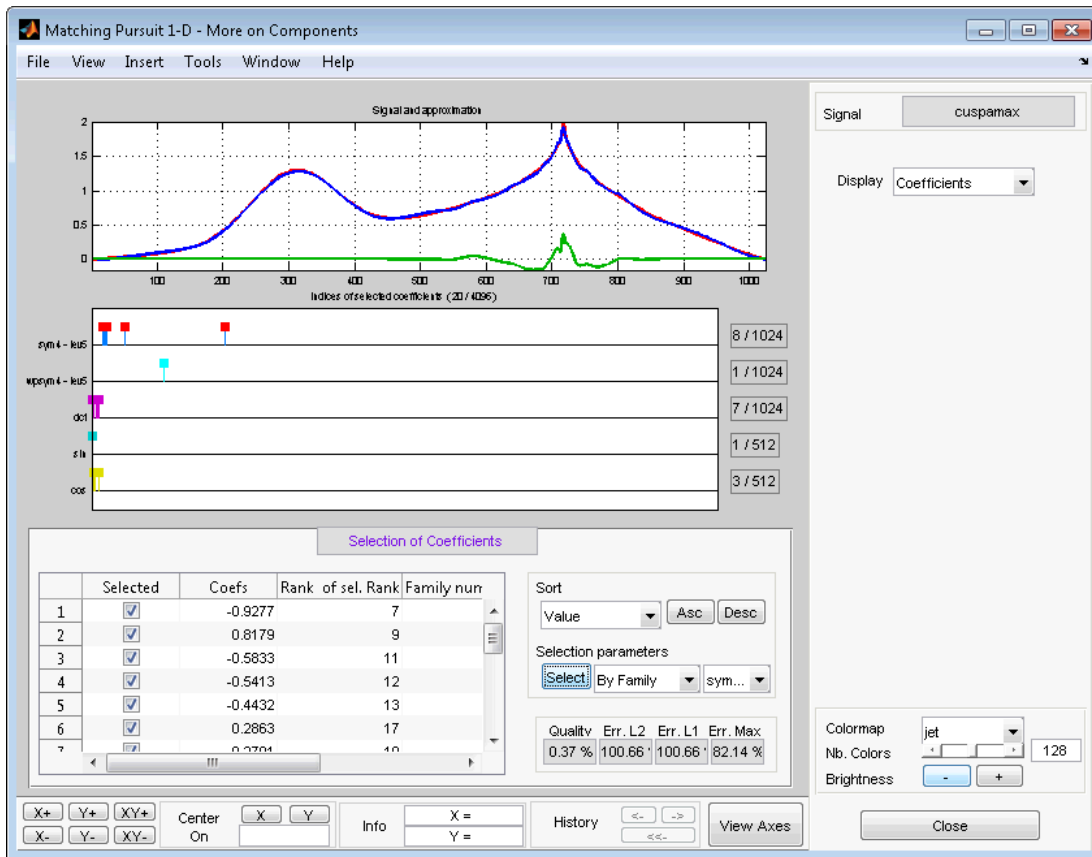 Matching Pursuit 1-D - More on Components
File View Insert Tools Window Help
Signal and approximation
2
1.5
1
0.5
0
100 200 300 400 500 600 700 800 900 1000
Indices of selected coefficients (20 / 4096)
sym4 - lev5 8 / 1024
wpsym4 - lev5 1 / 1024
dct 7 / 1024
sin 1 / 512
cos 3 / 512
Signal cuspamax
Display Coefficients
Selection of Coefficients
Selected Coefs Rank of sel. Rank Family num
1 -0.9277 7
2 0.8179 9
3 -0.5833 11
4 -0.5413 12
5 -0.4432 13
6 0.2863 17
Sort
Value Asc Desc
Selection parameters
Select By Family sym...
Quality Err. L2 Err. L1 Err. Max
0.37 % 100.66 100.66 82.14 %
Colormap jet
Nb. Colors 128
Brightness - +
X+ Y+ XY+
X- Y- XY-
Center On X Y
Info X =
Y =
History <- ->
<<-
View Axes
Close